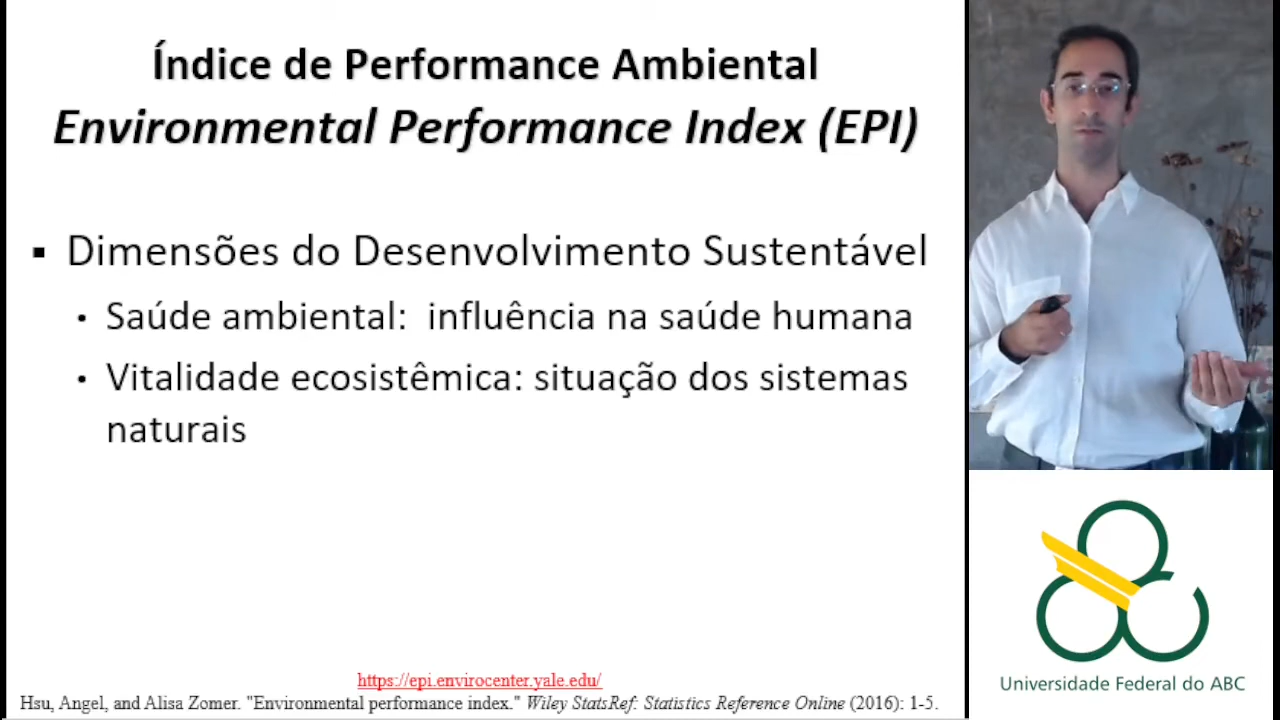 Índice de Performance Ambiental
Environmental Performance Index (EPI)
▪ Dimensões do Desenvolvimento Sustentável
• Saúde ambiental:  influência na saúde humana
• Vitalidade ecosistêmica: situação dos sistemas
naturais
https://epi.envirocenter.yale.edu/
Hsu, Angel, and Alisa Zomer. "Environmental performance index." Wiley StatsRef: Statistics Reference Online (2016): 1-5.
Universidade Federal do ABC